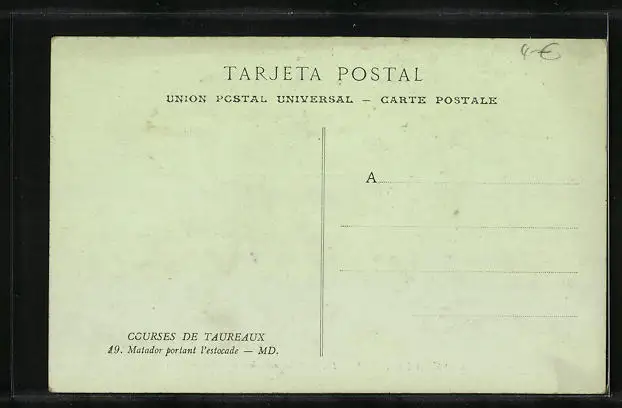 4€
TARJETA POSTAL
UNION POSTAL UNIVERSAL — CARTE POSTALE
A
COURSES DE TAUREAUX
19. Matador portant l'estocade — MD.